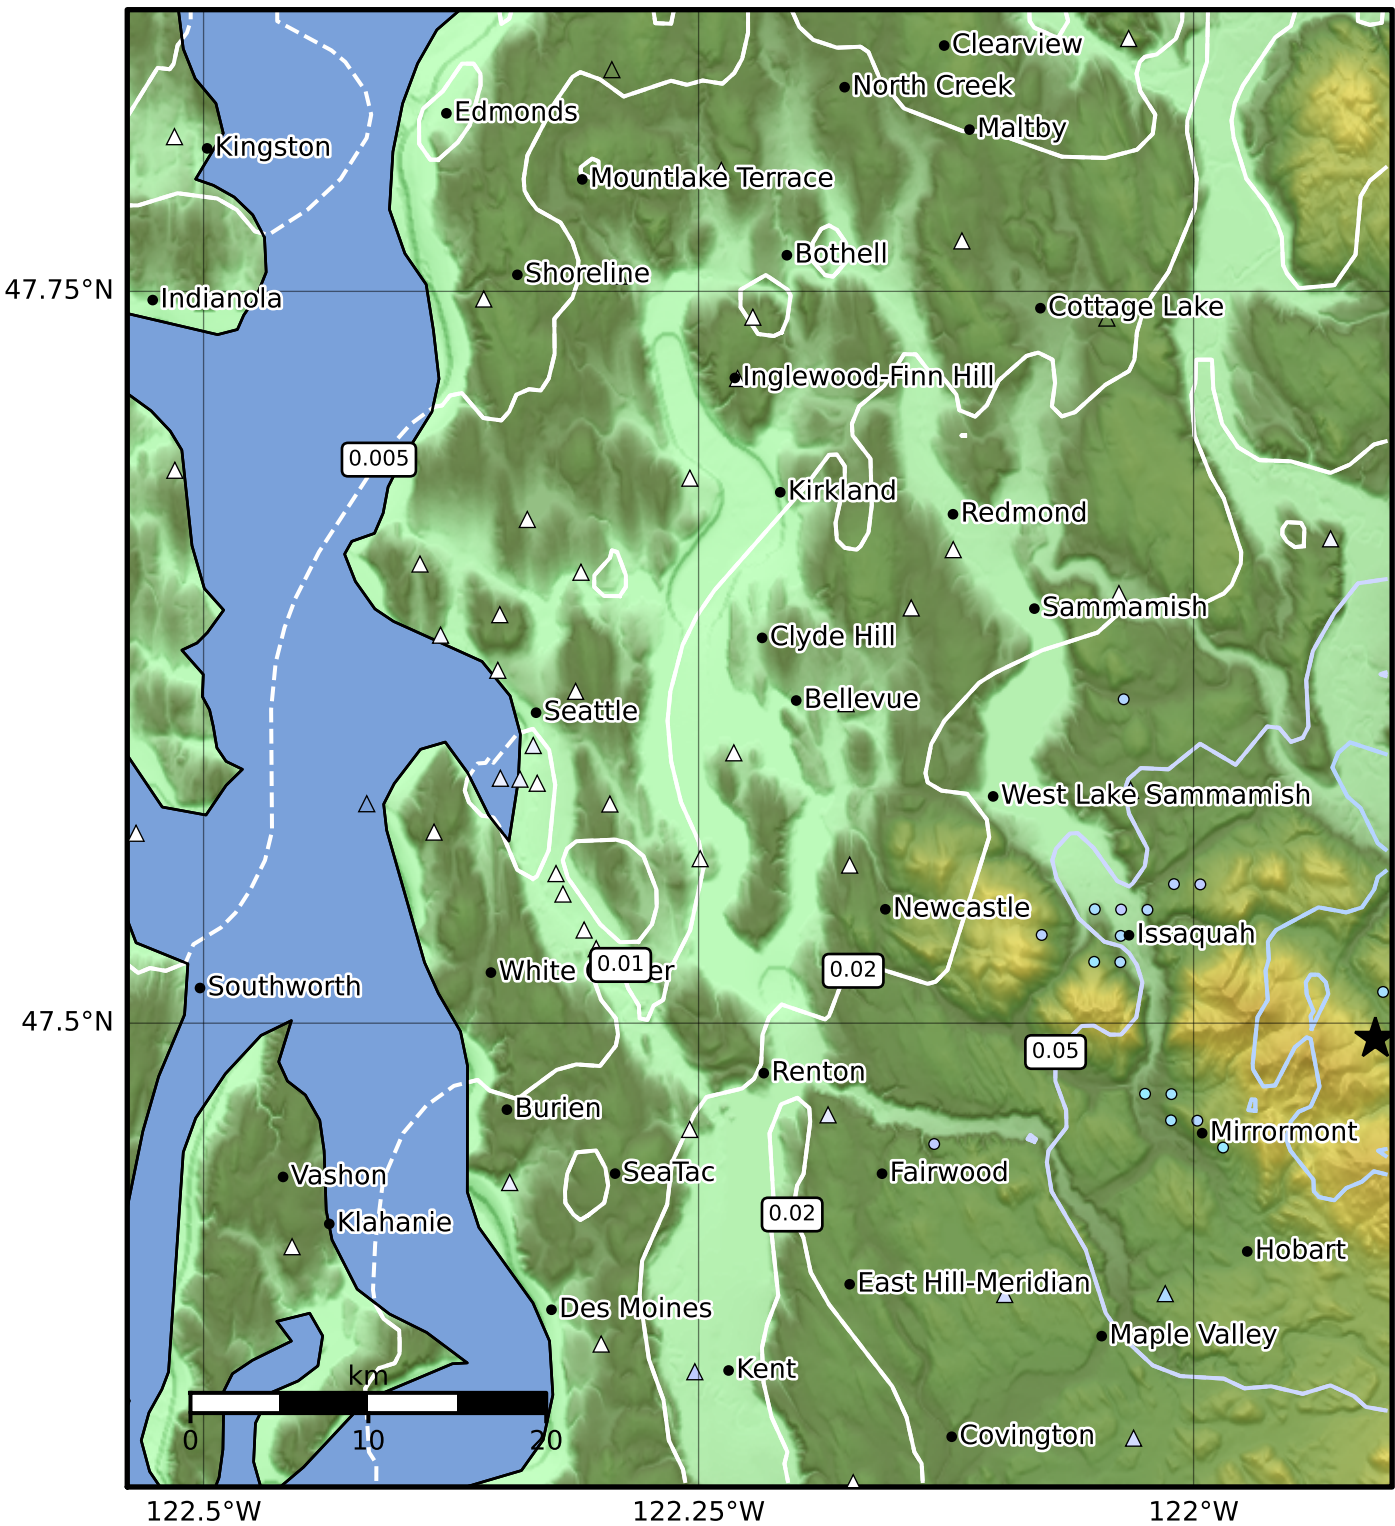 Clearview
North Creek
Edmonds
Maltby
Kingston
Mountlake Terrace
Bothell
Shoreline
47.75°N
Indianola
Cottage Lake
Inglewood-Finn Hill
0.005
Kirkland
Redmond
Sammamish
Clyde Hill
Bellevue
Seattle
West Lake Sammamish
Newcastle
Issaquah
0.01
White
0.02
Southworth
47.5°N
0.05
Renton
Burien
Mirrormont
Vashon
SeaTac
Fairwood
Klahanie
0.02
Hobart
East Hill-Meridian
Des Moines
Maple Valley
Kent
km
0 10 20
Covington
122.5°W 122.25°W 122°W